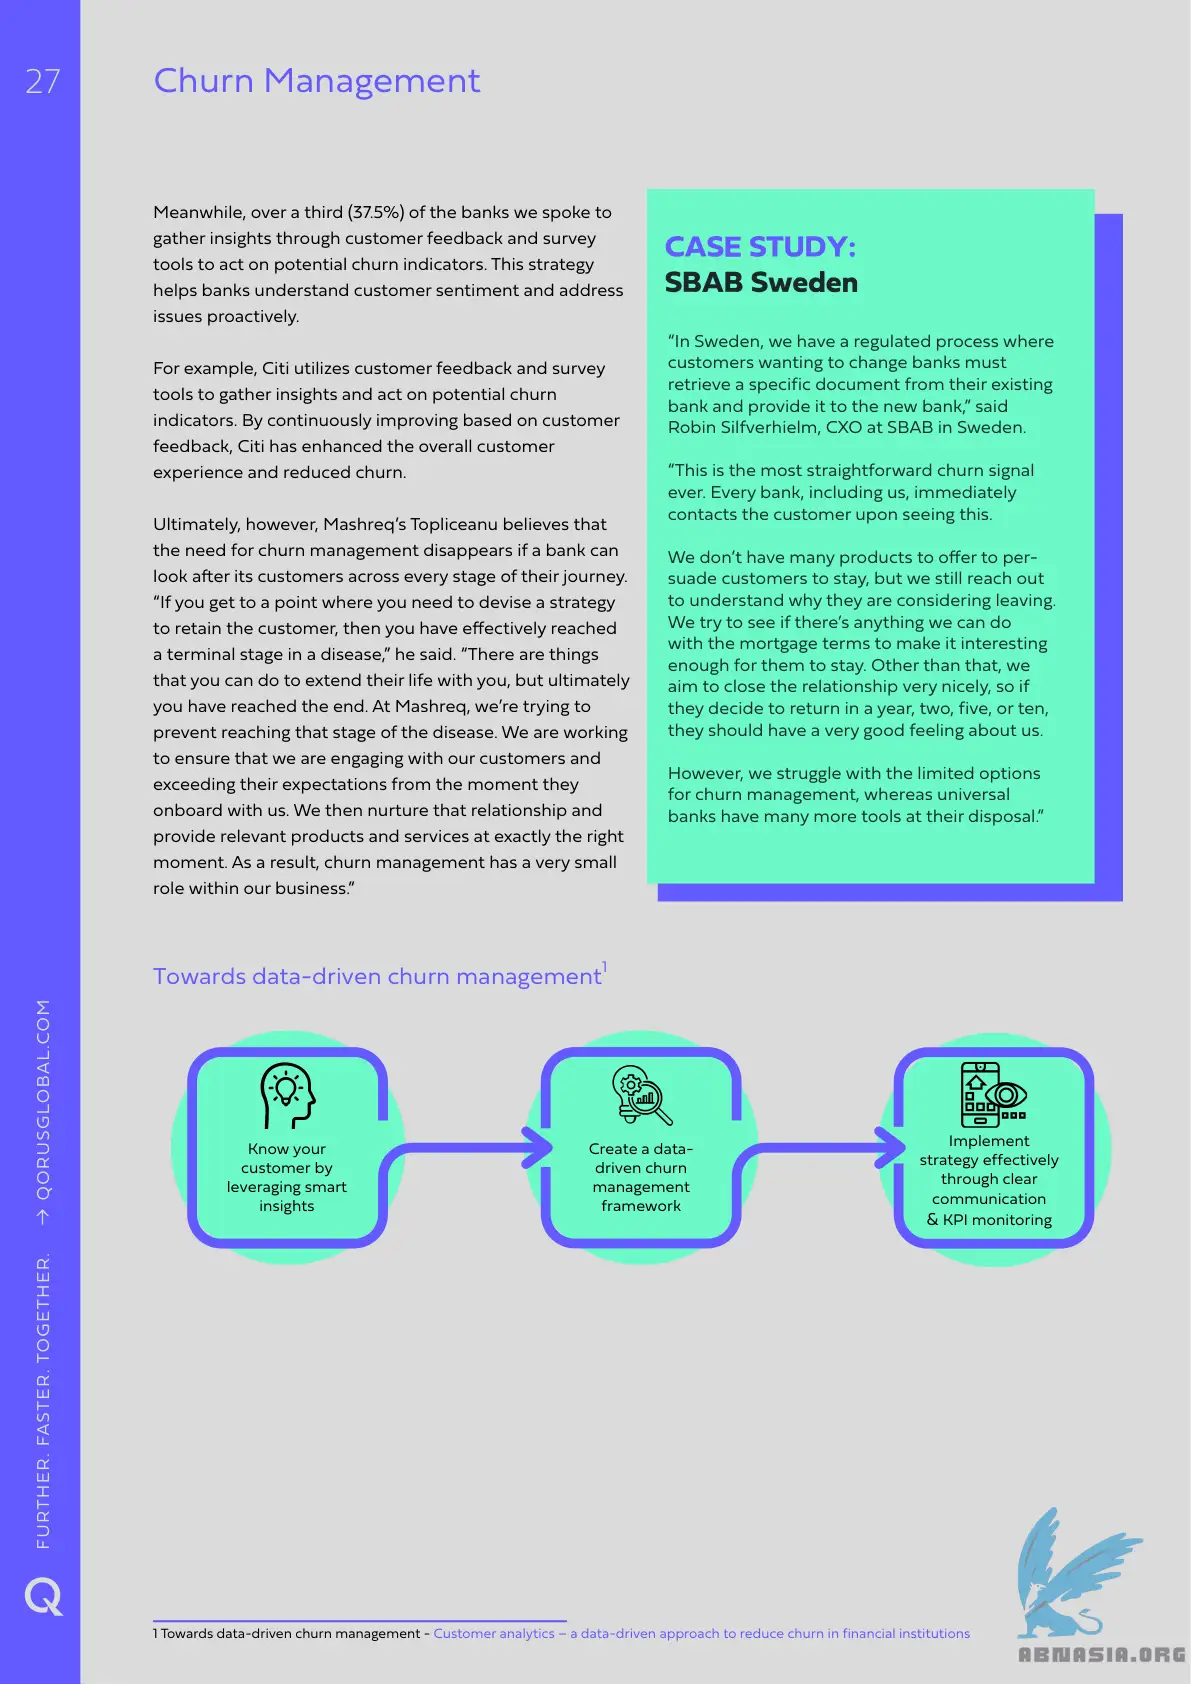 27
Churn Management
Meanwhile, over a third (37.5%) of the banks we spoke to
gather insights through customer feedback and survey
tools to act on potential churn indicators. This strategy
helps banks understand customer sentiment and address
issues proactively.
For example, Citi utilizes customer feedback and survey
tools to gather insights and act on potential churn
indicators. By continuously improving based on customer
feedback, Citi has enhanced the overall customer
experience and reduced churn.
Ultimately, however, Mashreq’s Topliceanu believes that
the need for churn management disappears if a bank can
look after its customers across every stage of their journey.
“If you get to a point where you need to devise a strategy
to retain the customer, then you have effectively reached
a terminal stage in a disease,” he said. “There are things
that you can do to extend their life with you, but ultimately
you have reached the end. At Mashreq, we’re trying to
prevent reaching that stage of the disease. We are working
to ensure that we are engaging with our customers and
exceeding their expectations from the moment they
onboard with us. We then nurture that relationship and
provide relevant products and services at exactly the right
moment. As a result, churn management has a very small
role within our business.”
CASE STUDY:
SBAB Sweden
“In Sweden, we have a regulated process where
customers wanting to change banks must
retrieve a specific document from their existing
bank and provide it to the new bank,” said
Robin Silfverhielm, CXO at SBAB in Sweden.
“This is the most straightforward churn signal
ever. Every bank, including us, immediately
contacts the customer upon seeing this.
We don’t have many products to offer to per-
suade customers to stay, but we still reach out
to understand why they are considering leaving.
We try to see if there’s anything we can do
with the mortgage terms to make it interesting
enough for them to stay. Other than that, we
aim to close the relationship very nicely, so if
they decide to return in a year, two, five, or ten,
they should have a very good feeling about us.
However, we struggle with the limited options
for churn management, whereas universal
banks have many more tools at their disposal.”
Towards data-driven churn management1
Know your
customer by
leveraging smart
insights
Create a data-
driven churn
management
framework
Implement
strategy effectively
through clear
communication
& KPI monitoring
FURTHER. FASTER. TOGETHER. → QORUSGLOBAL.COM
Q
1 Towards data-driven churn management - Customer analytics – a data-driven approach to reduce churn in financial institutions
ABNASIA.ORG